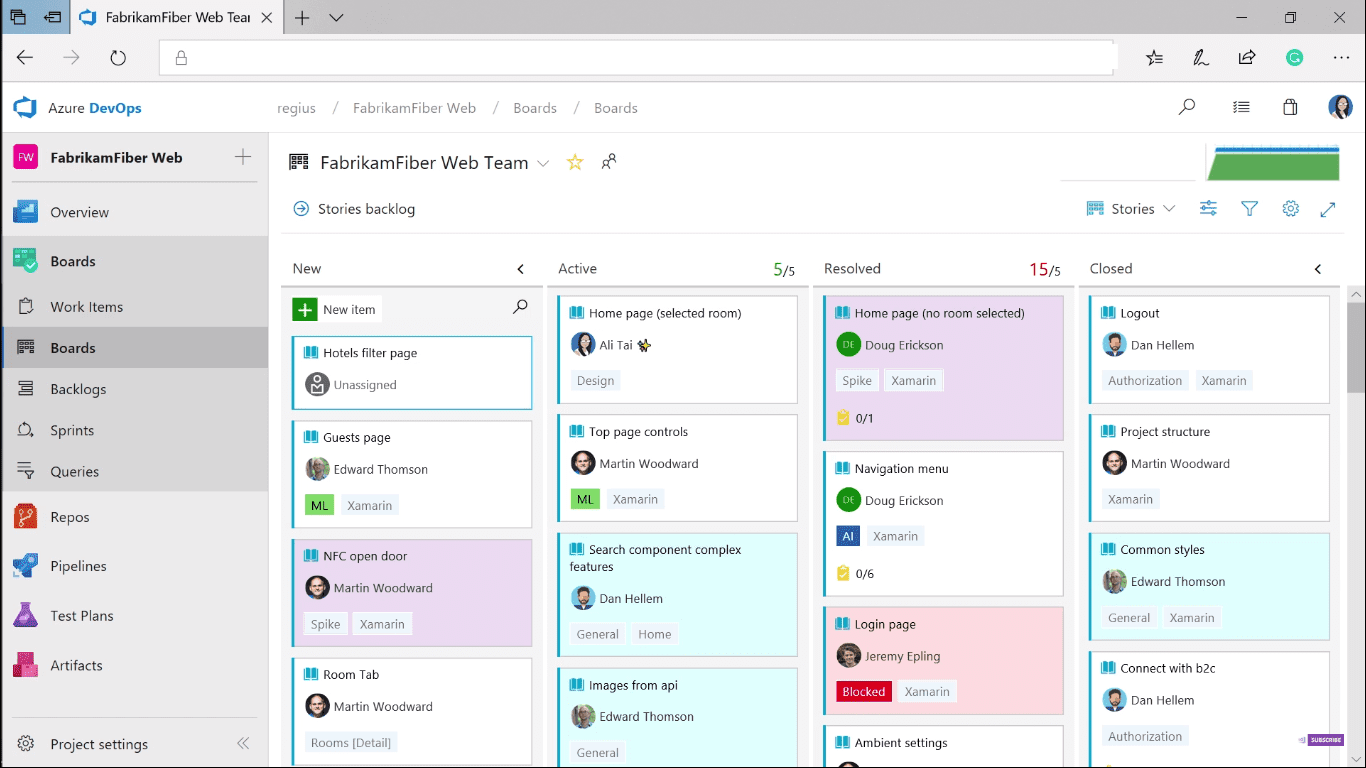 FabrikamFiber Web Tear
Azure DevOps
regius / FabrikamFiber Web / Boards / Boards
FW FabrikamFiber Web
FabrikamFiber Web Team
Overview
Stories backlog
Stories
Boards
Work Items
Boards
Backlogs
Sprints
Queries
Repos
Pipelines
Test Plans
Artifacts
Project settings
New
New item
Hotels filter page
Unassigned
Guests page
Edward Thomson
ML Xamarin
NFC open door
Martin Woodward
Spike Xamarin
Room Tab
Martin Woodward
Rooms [Detail]
Active 5/5
Home page (selected room)
Ali Tai
Design
Top page controls
Martin Woodward
ML Xamarin
Search component complex
features
Dan Hellem
General Home
Images from api
Edward Thomson
General
Resolved 15/5
Home page (no room selected)
DE Doug Erickson
Spike Xamarin
0/1
Navigation menu
DE Doug Erickson
AI Xamarin
0/6
Login page
Jeremy Epling
Blocked Xamarin
Ambient settings
Closed
Logout
Dan Hellem
Authorization Xamarin
Project structure
Martin Woodward
Xamarin
Common styles
Edward Thomson
General Xamarin
Connect with b2c
Dan Hellem
Authorization
SUBSCRIBE